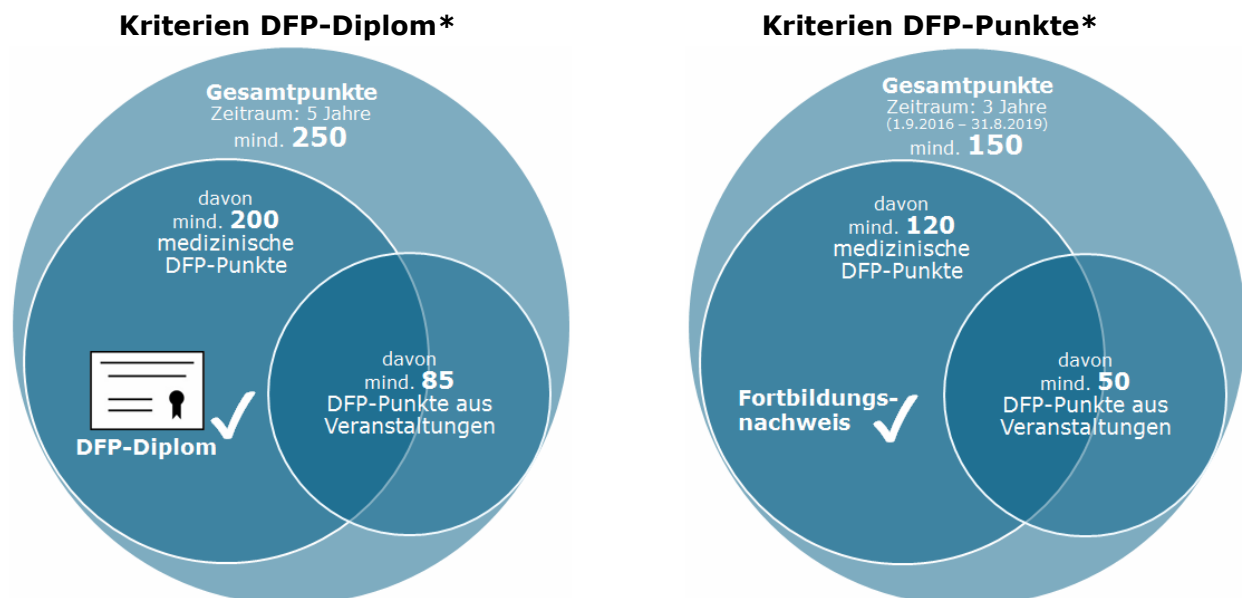 Kriterien DFP-Diplom*
Gesamtpunkte
Zeitraum: 5 Jahre
mind. 250
davon
mind. 200
medizinische
DFP-Punkte
davon
mind. 85
DFP-Punkte aus
Veranstaltungen
DFP-Diplom
Kriterien DFP-Punkte*
Gesamtpunkte
Zeitraum: 3 Jahre
(1.9.2016 – 31.8.2019)
mind. 150
davon
mind. 120
medizinische
DFP-Punkte
davon
mind. 50
DFP-Punkte aus
Veranstaltungen
Fortbildungs-
nachweis